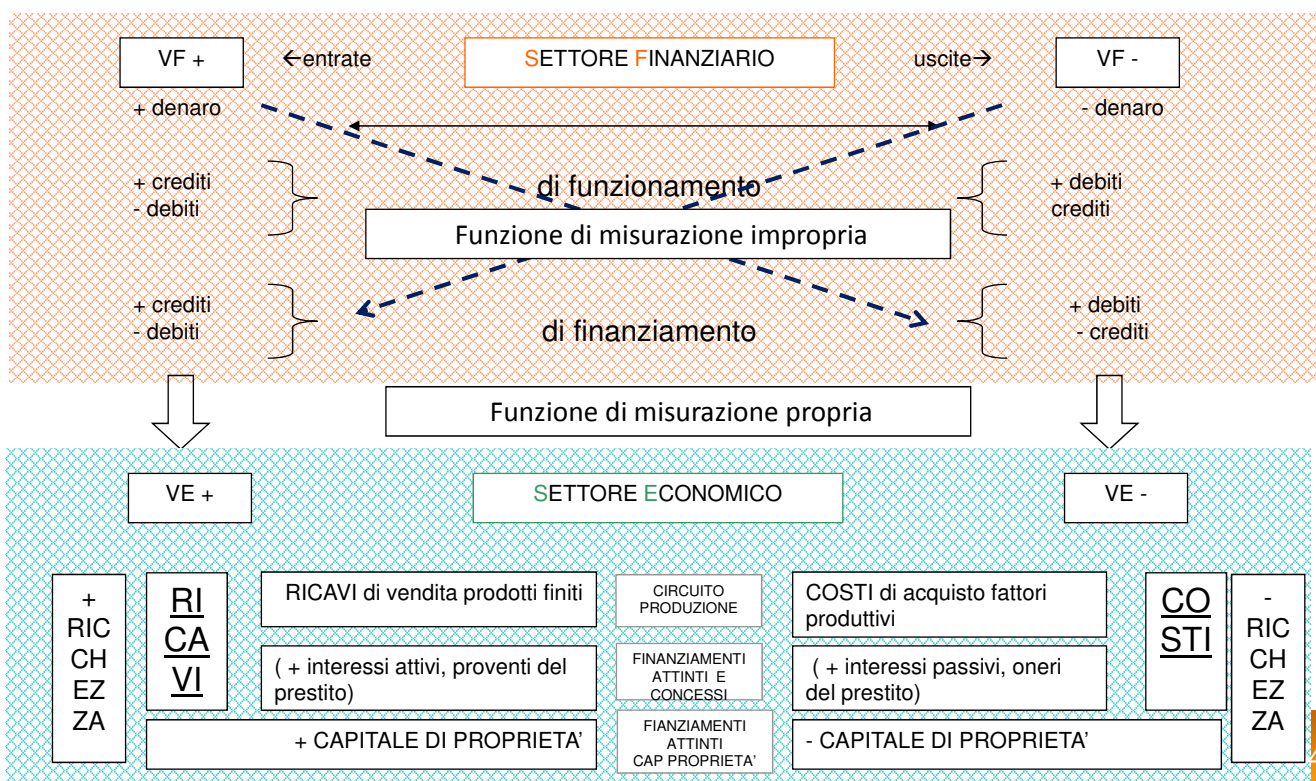 VF +
←entrate
SETTORE FINANZIARIO
uscite→
VF -
+ denaro
- denaro
+ crediti
- debiti
di funzionamento
+ debiti
crediti
Funzione di misurazione impropria
+ crediti
- debiti
di finanziamento
+ debiti
- crediti
Funzione di misurazione propria
VE +
SETTORE ECONOMICO
VE -
+
RIC
CH
EZ
ZA
RI
CA
VI
RICAVI di vendita prodotti finiti
CIRCUITO
PRODUZIONE
COSTI di acquisto fattori
produttivi
CO
STI
-
RIC
CH
EZ
ZA
( + interessi attivi, proventi del
prestito)
FINANZIAMENTI
ATTINTI E
CONCESSI
( + interessi passivi, oneri
del prestito)
+ CAPITALE DI PROPRIETA'
FIANZIAMENTI
ATTINTI
CAP PROPRIETA'
- CAPITALE DI PROPRIETA'